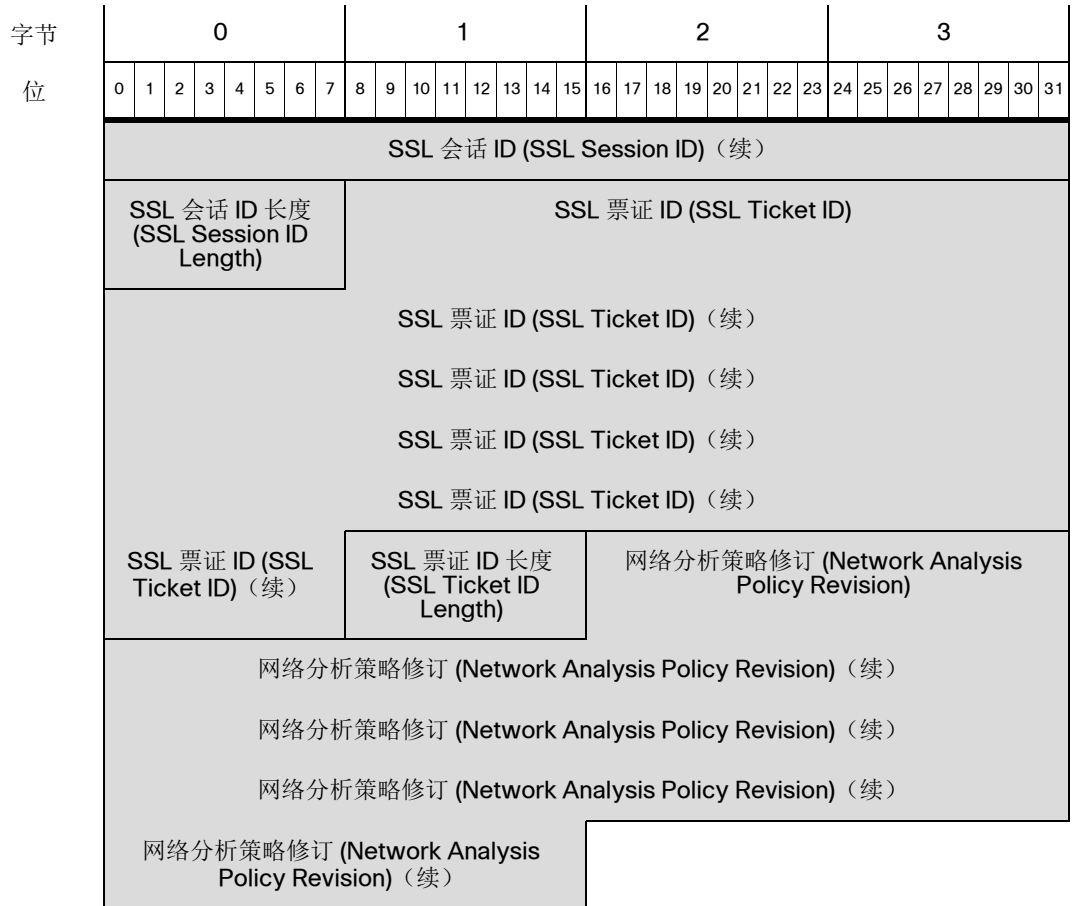 字节 0 1 2 3
位 0 1 2 3 4 5 6 7 8 9 10 11 12 13 14 15 16 17 18 19 20 21 22 23 24 25 26 27 28 29 30 31
SSL 会话 ID (SSL Session ID)（续）
SSL 会话 ID 长度
(SSL Session ID
Length)
SSL 票证 ID (SSL Ticket ID)
SSL 票证 ID (SSL Ticket ID)（续）
SSL 票证 ID (SSL Ticket ID)（续）
SSL 票证 ID (SSL Ticket ID)（续）
SSL 票证 ID (SSL Ticket ID)（续）
SSL 票证 ID (SSL
Ticket ID)（续）
SSL 票证 ID 长度
(SSL Ticket ID
Length)
网络分析策略修订 (Network Analysis
Policy Revision)
网络分析策略修订 (Network Analysis Policy Revision)（续）
网络分析策略修订 (Network Analysis Policy Revision)（续）
网络分析策略修订 (Network Analysis Policy Revision)（续）
网络分析策略修订 (Network Analysis
Policy Revision)（续）